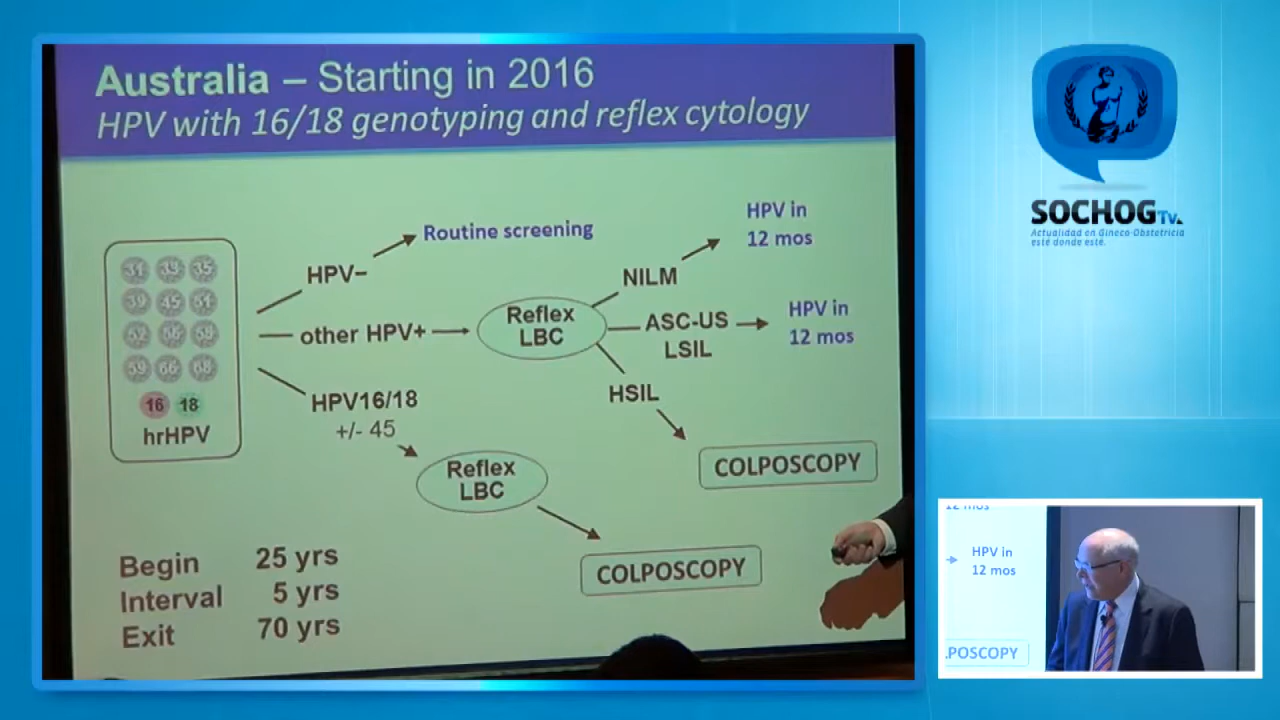 Australia – Starting in 2016
HPV with 16/18 genotyping and reflex cytology
31 33 35
39 45 51
52 56 58
59 66 68
16 18
hrHPV
HPV–
Routine screening
other HPV+
Reflex
LBC
NILM
HPV in
12 mos
ASC-US
LSIL
HPV in
12 mos
HSIL
COLPOSCOPY
HPV16/18
+/- 45
Reflex
LBC
COLPOSCOPY
Begin 25 yrs
Interval 5 yrs
Exit 70 yrs
SOCHOG Tv.
Actualidad en Gineco-Obstetricia
esté donde esté.
12 mos
HPV in
12 mos
LPOSCOPY